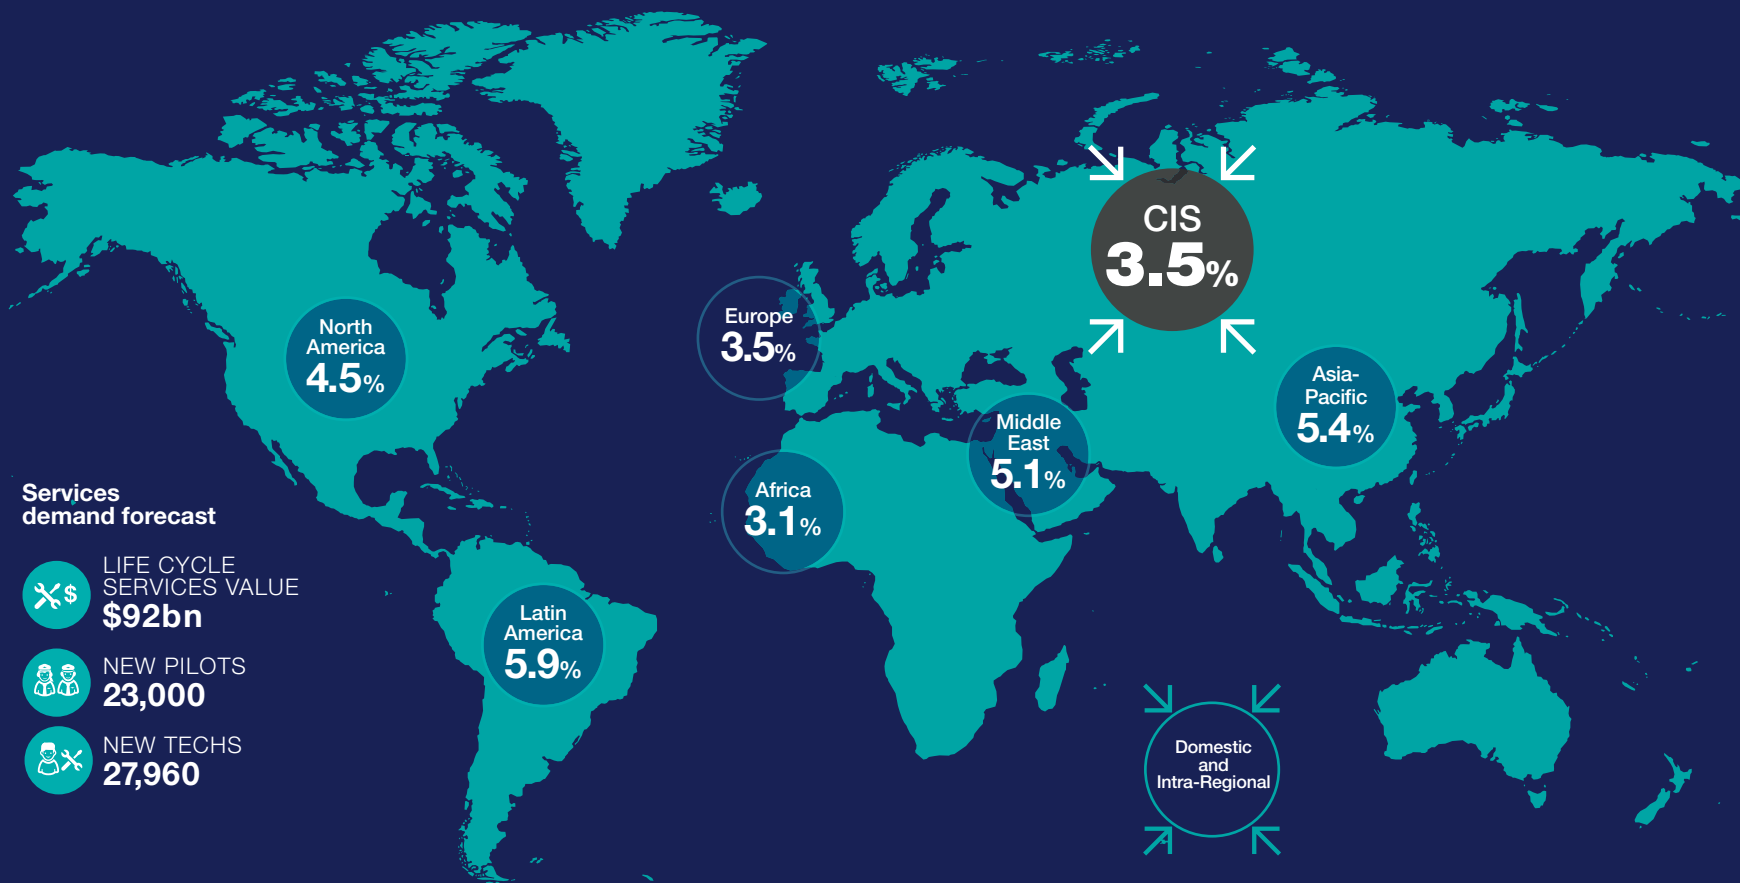 CIS
3.5%
North
America
4.5%
Europe
3.5%
Asia-
Pacific
5.4%
Middle
East
5.1%
Africa
3.1%
Latin
America
5.9%
Services
demand forecast
LIFE CYCLE
SERVICES VALUE
$92bn
NEW PILOTS
23,000
NEW TECHS
27,960
Domestic
and
Intra-Regional